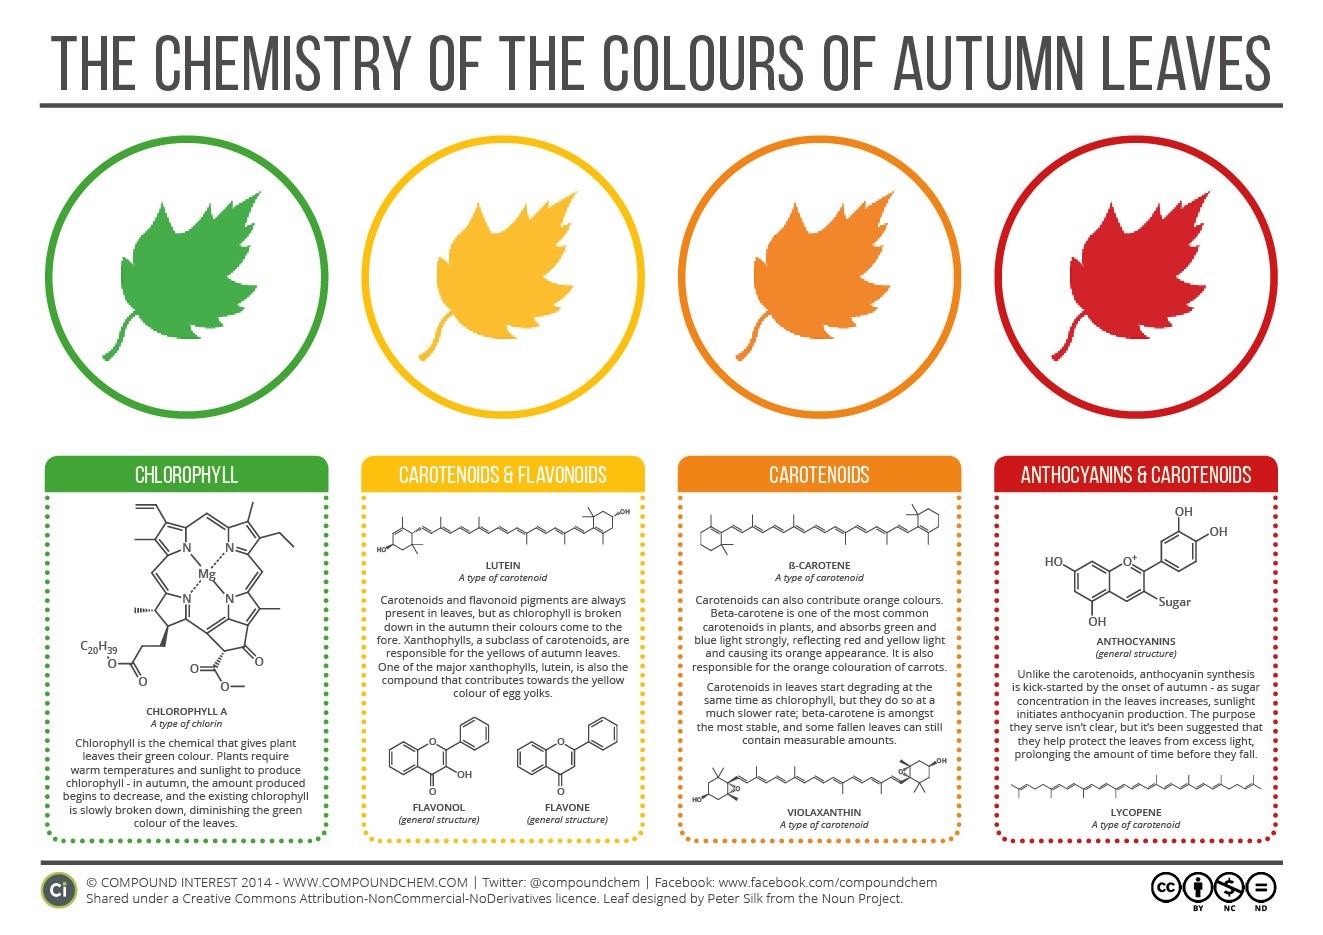 THE CHEMISTRY OF THE COLOURS OF AUTUMN LEAVES
CHLOROPHYLL
N
N
Mg
N
N
C20H39
O
O
O
O
O
CHLOROPHYLL A
A type of chlorin
Chlorophyll is the chemical that gives plant
leaves their green colour. Plants require
warm temperatures and sunlight to produce
chlorophyll - in autumn, the amount produced
begins to decrease, and the existing chlorophyll
is slowly broken down, diminishing the green
colour of the leaves.
CAROTENOIDS & FLAVONOIDS
OH
HO
LUTEIN
A type of carotenoid
Carotenoids and flavonoid pigments are always
present in leaves, but as chlorophyll is broken
down in the autumn their colours come to the
fore. Xanthophylls, a subclass of carotenoids, are
responsible for the yellows of autumn leaves.
One of the major xanthophylls, lutein, is also the
compound that contributes towards the yellow
colour of egg yolks.
O
OH
O
FLAVONOL
(general structure)
O
O
FLAVONE
(general structure)
CAROTENOIDS
ß-CAROTENE
A type of carotenoid
Carotenoids can also contribute orange colours.
Beta-carotene is one of the most common
carotenoids in plants, and absorbs green and
blue light strongly, reflecting red and yellow light
and causing its orange appearance. It is also
responsible for the orange colouration of carrots.
Carotenoids in leaves start degrading at the
same time as chlorophyll, but they do so at a
much slower rate; beta-carotene is amongst
the most stable, and some fallen leaves can still
contain measurable amounts.
OH
O
O
HO
VIOLAXANTHIN
A type of carotenoid
ANTHOCYANINS & CAROTENOIDS
OH
OH
HO
O+
Sugar
OH
ANTHOCYANINS
(general structure)
Unlike the carotenoids, anthocyanin synthesis
is kick-started by the onset of autumn - as sugar
concentration in the leaves increases, sunlight
initiates anthocyanin production. The purpose
they serve isn't clear, but it's been suggested that
they help protect the leaves from excess light,
prolonging the amount of time before they fall.
LYCOPENE
A type of carotenoid
Ci
© COMPOUND INTEREST 2014 - WWW.COMPOUNDCHEM.COM | Twitter: @compoundchem | Facebook: www.facebook.com/compoundchem
Shared under a Creative Commons Attribution-NonCommercial-NoDerivatives licence. Leaf designed by Peter Silk from the Noun Project.
cc
BY NC ND